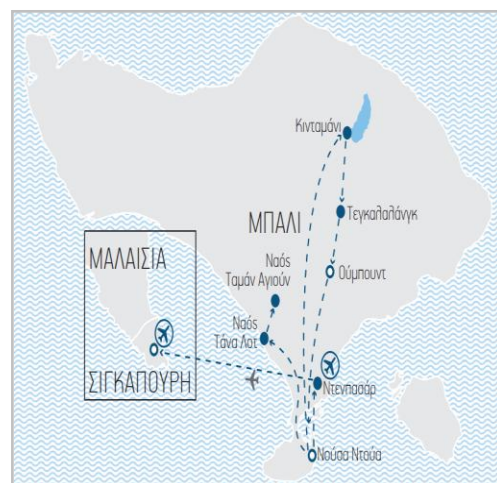 Κινταμάνι
Τεγκαλαλάνγκ
ΜΠΑΛΙ
Ναός
Ταμάν Αγιούν
Ούμπουντ
ΜΑΛΑΙΣΙΑ
Ναός
Τάνα Λοτ
ΣΙΓΚΑΠΟΥΡΗ
Ντενπασάρ
Νούσα Ντούα